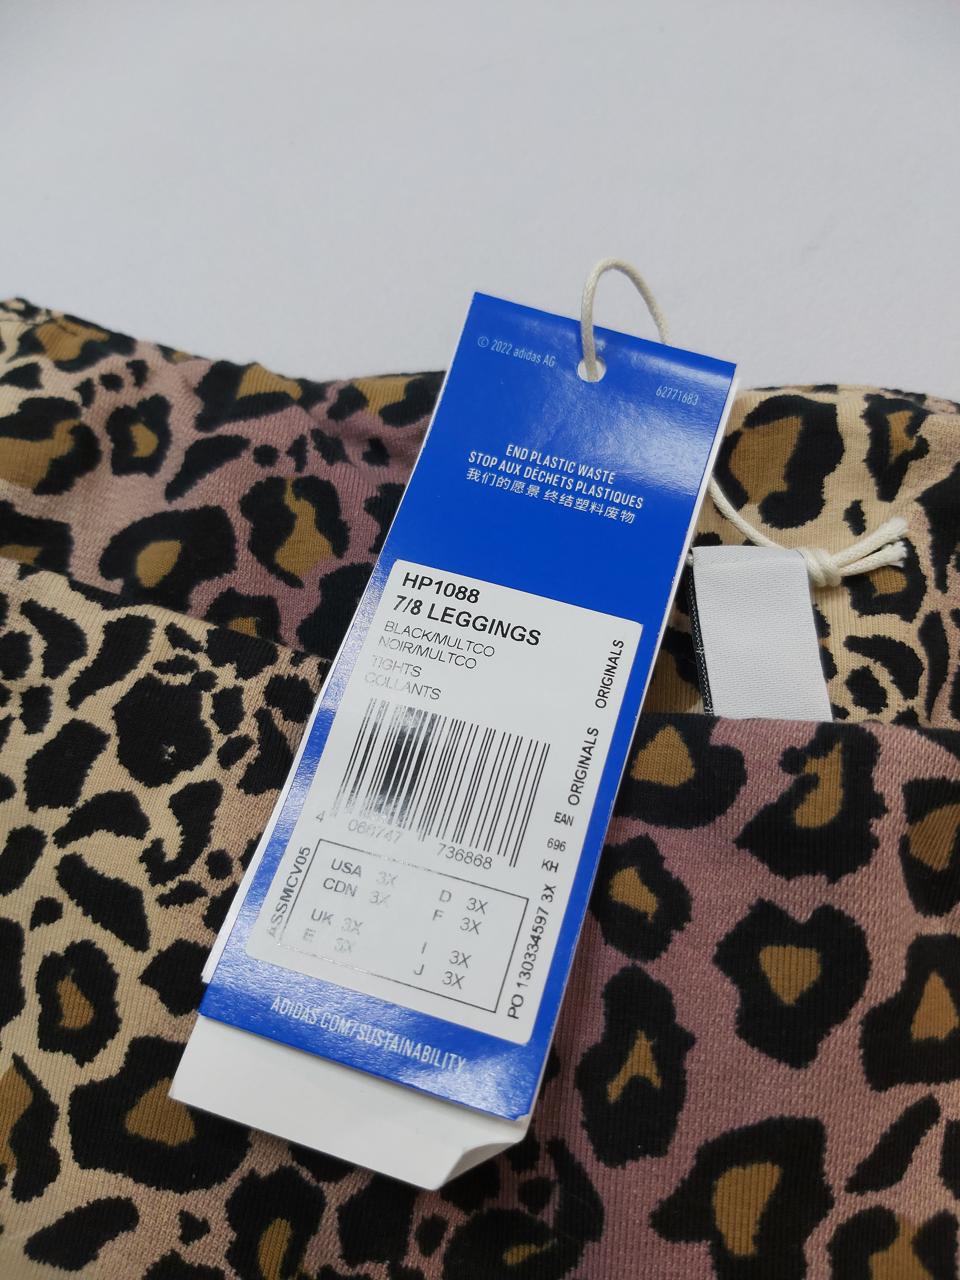 © 2022 adidas AG
62771683
END PLASTIC WASTE
STOP AUX DÉCHETS PLASTIQUES
我们的愿景 终结塑料废物
HP1088
7/8 LEGGINGS
BLACK/MULTCO
NOIR/MULTCO
TIGHTS
COLLANTS
ORIGINALS
ORIGINALS
EAN
696
KH
4 066747 736868
ASSMCV05
USA 3X D 3X
CDN 3X F 3X
UK 3X I 3X
E 3X J 3X
PO 130334597 3X
ADIDAS.COM/SUSTAINABILITY